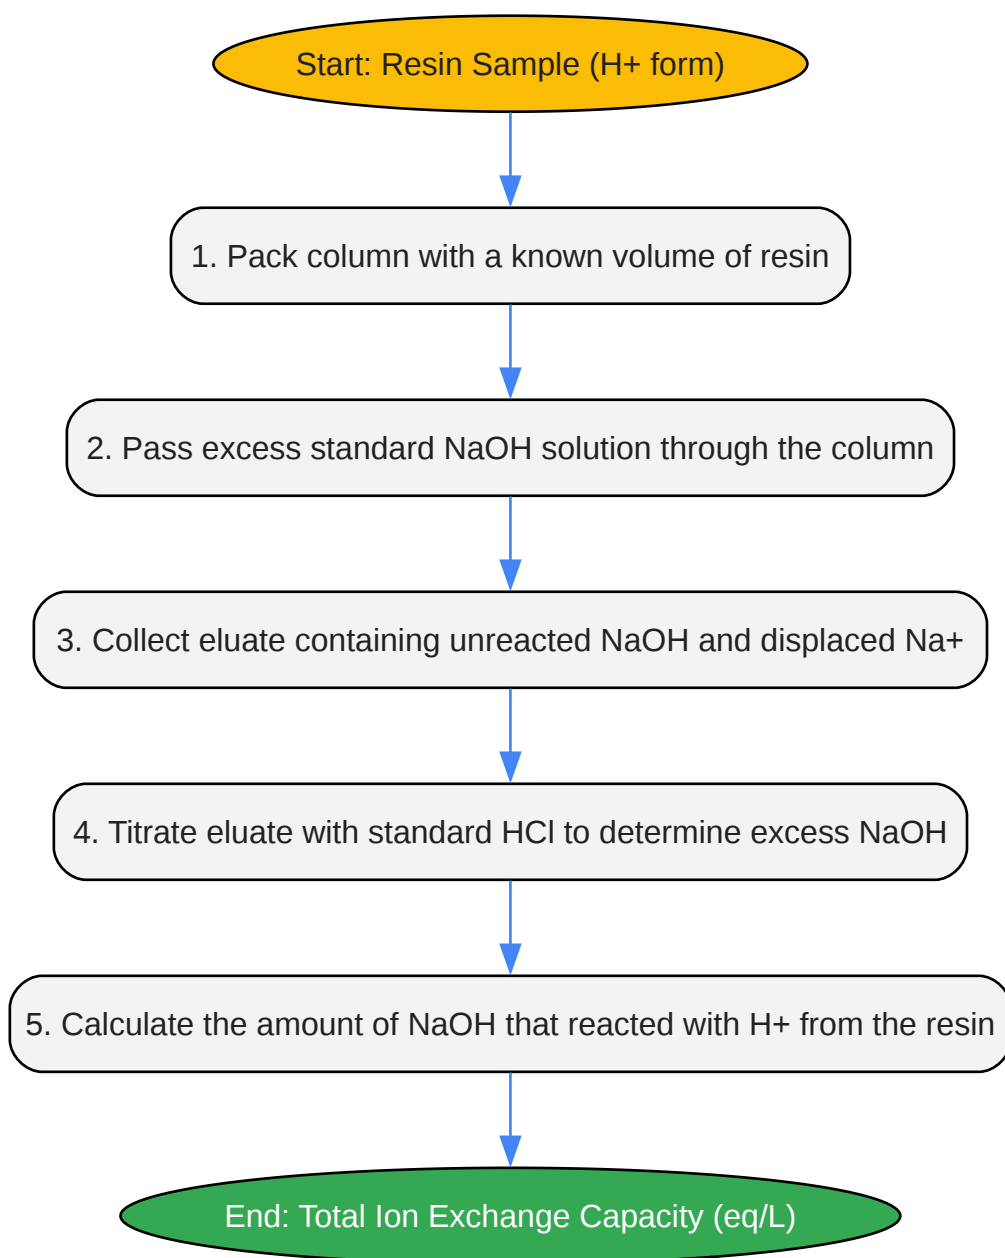 Start: Resin Sample (H+ form)
1. Pack column with a known volume of resin
2. Pass excess standard NaOH solution through the column
3. Collect eluate containing unreacted NaOH and displaced Na+
4. Titrate eluate with standard HCl to determine excess NaOH
5. Calculate the amount of NaOH that reacted with H+ from the resin
End: Total Ion Exchange Capacity (eq/L)